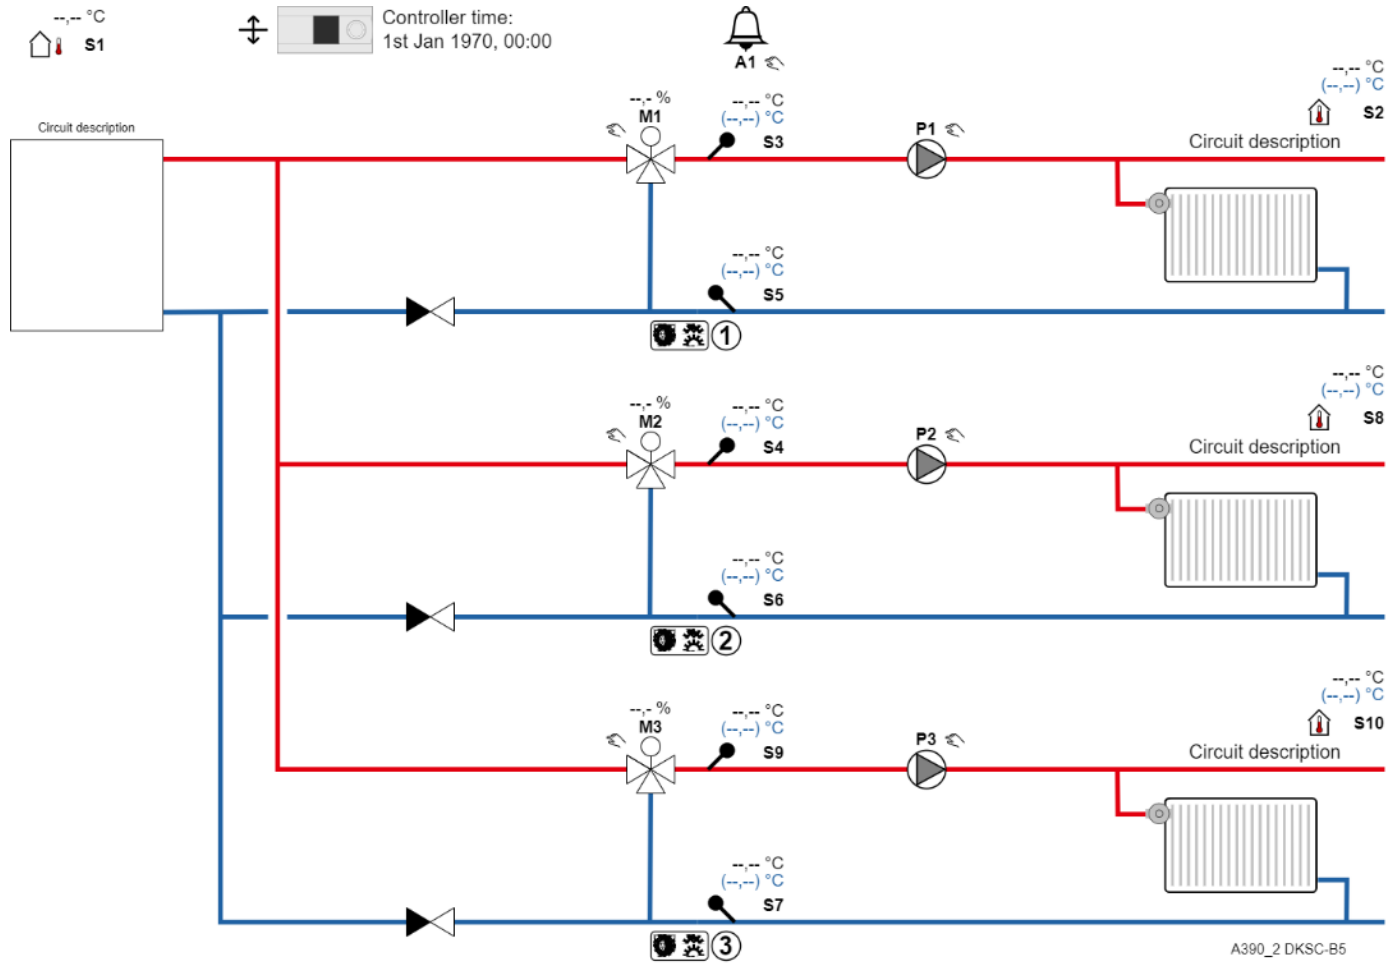 --,-- °C
S1
Controller time:
1st Jan 1970, 00:00
A1
--,-- °C
(--,--) °C
S2
Circuit description
--,- %
M1
--,-- °C
(--,--) °C
S3
P1
Circuit description
--,-- °C
(--,--) °C
S5
1
--,-- °C
(--,--) °C
S8
--,- %
M2
--,-- °C
(--,--) °C
S4
P2
Circuit description
--,-- °C
(--,--) °C
S6
2
--,-- °C
(--,--) °C
S10
--,- %
M3
--,-- °C
(--,--) °C
S9
P3
Circuit description
--,-- °C
(--,--) °C
S7
3
A390_2 DKSC-B5